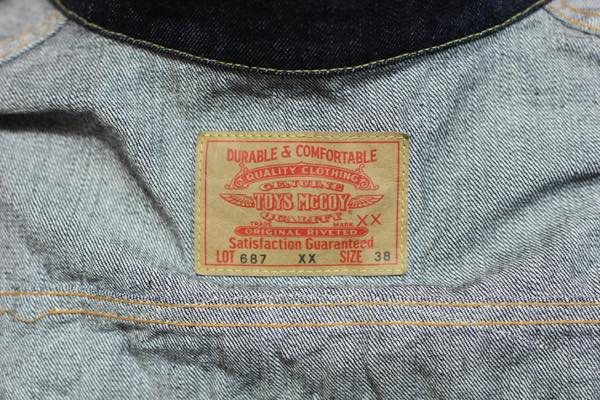 DURABLE & COMFORTABLE
QUALITY CLOTHING
GENUINE
TOYS McCOY
QUALITY
TRADE MARK XX
ORIGINAL RIVETED
Satisfaction Guaranteed
LOT 687 XX SIZE 38